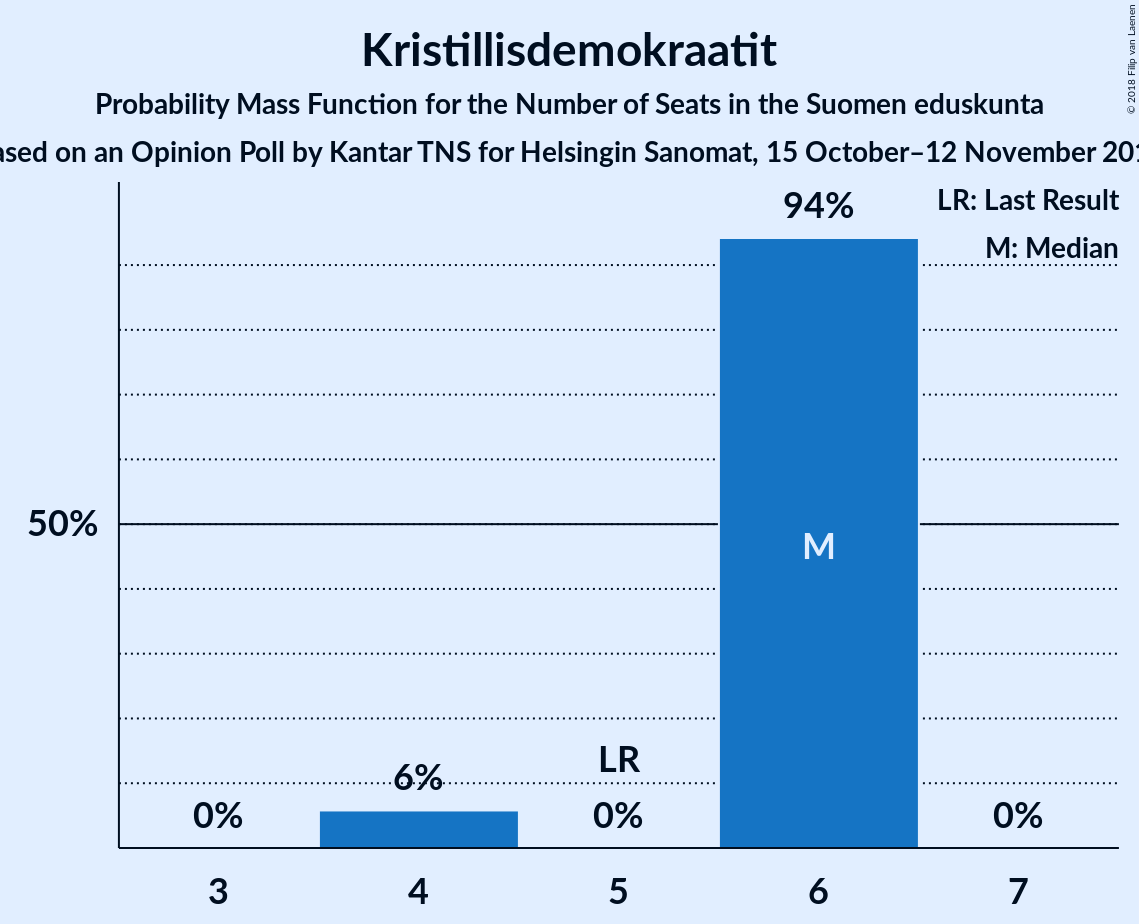 Kristillisdemokraatit
Probability Mass Function for the Number of Seats in the Suomen eduskunta
on an Opinion Poll by Kantar TNS for Helsingin Sanomat, 15 October–12 November
© 2018 Filip van Laenen
LR: Last Result
M: Median
94%
50%
M
LR
6%
0%
0%
0%
3
4
5
6
7